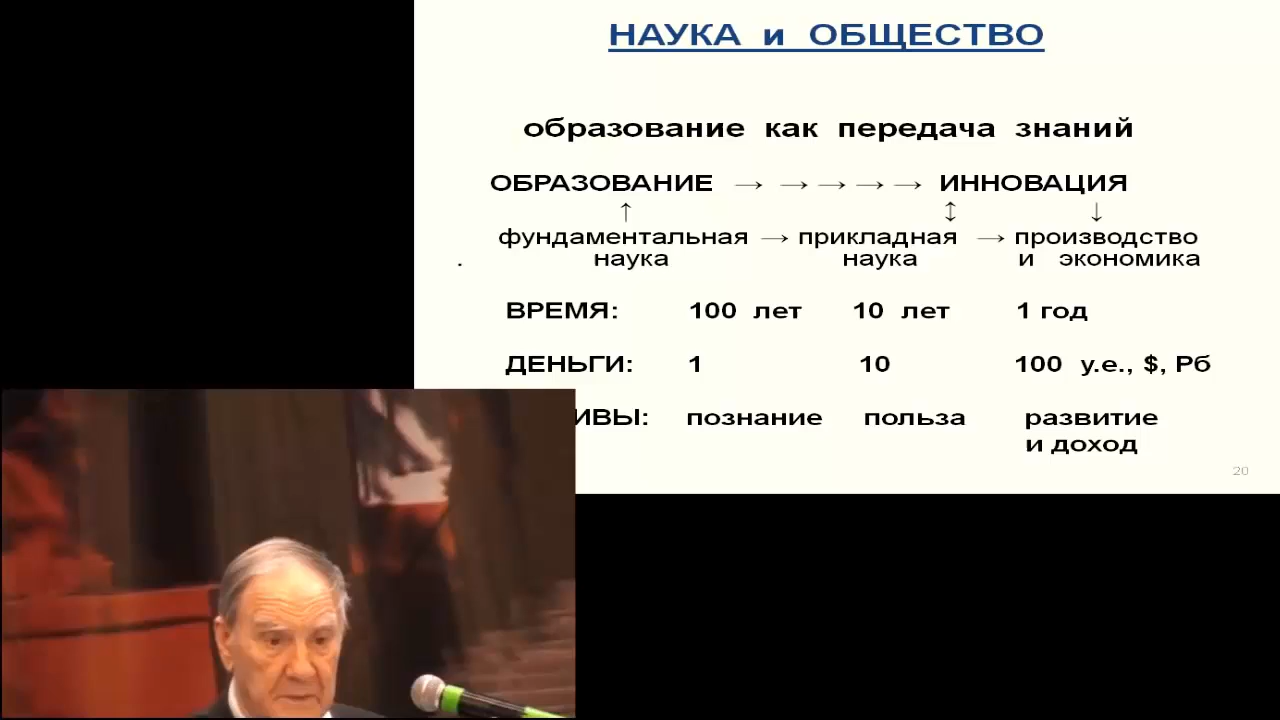 НАУКА и ОБЩЕСТВО
образование как передача знаний
ОБРАЗОВАНИЕ → → → → → ИННОВАЦИЯ
↑ ↕ ↓
фундаментальная → прикладная → производство
. наука наука и экономика
ВРЕМЯ: 100 лет 10 лет 1 год
ДЕНЬГИ: 1 10 100 у.е., $, Рб
ИВЫ: познание польза развитие
и доход
20